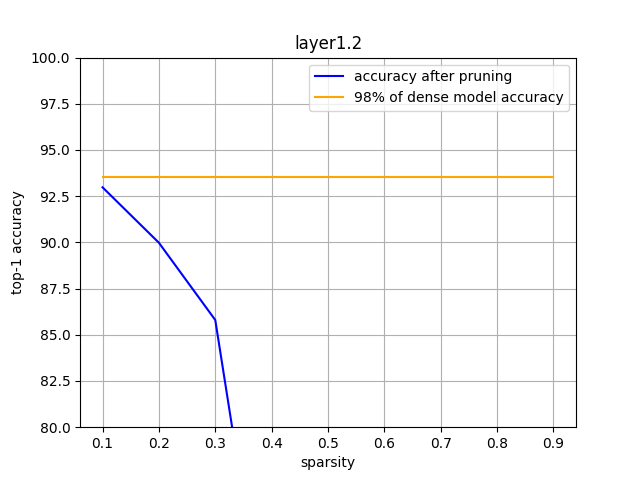 layer1.2
accuracy after pruning
98% of dense model accuracy
top-1 accuracy
100.0
97.5
95.0
92.5
90.0
87.5
85.0
82.5
80.0
0.1 0.2 0.3 0.4 0.5 0.6 0.7 0.8 0.9
sparsity